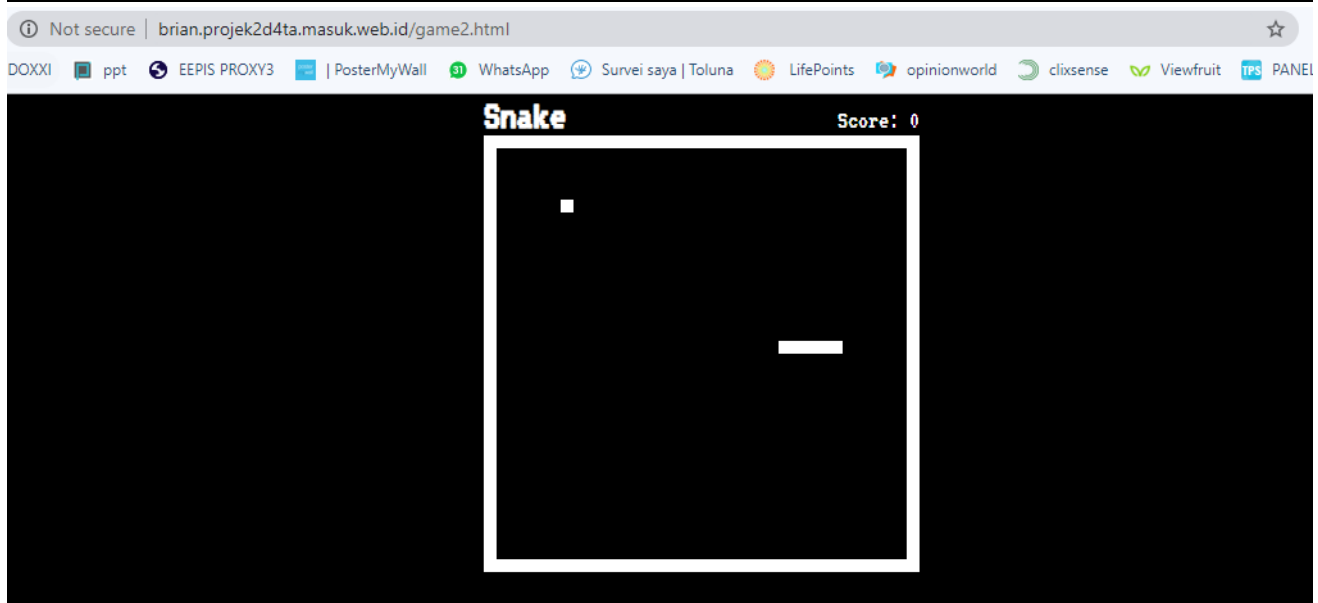 Not secure | brian.projek2d4ta.masuk.web.id/game2.html
DOXXI ppt EEPIS PROXY3 | PosterMyWall 31 WhatsApp Survei saya | Toluna LifePoints opinionworld clixsense Viewfruit TPS PANEL
Snake Score: 0